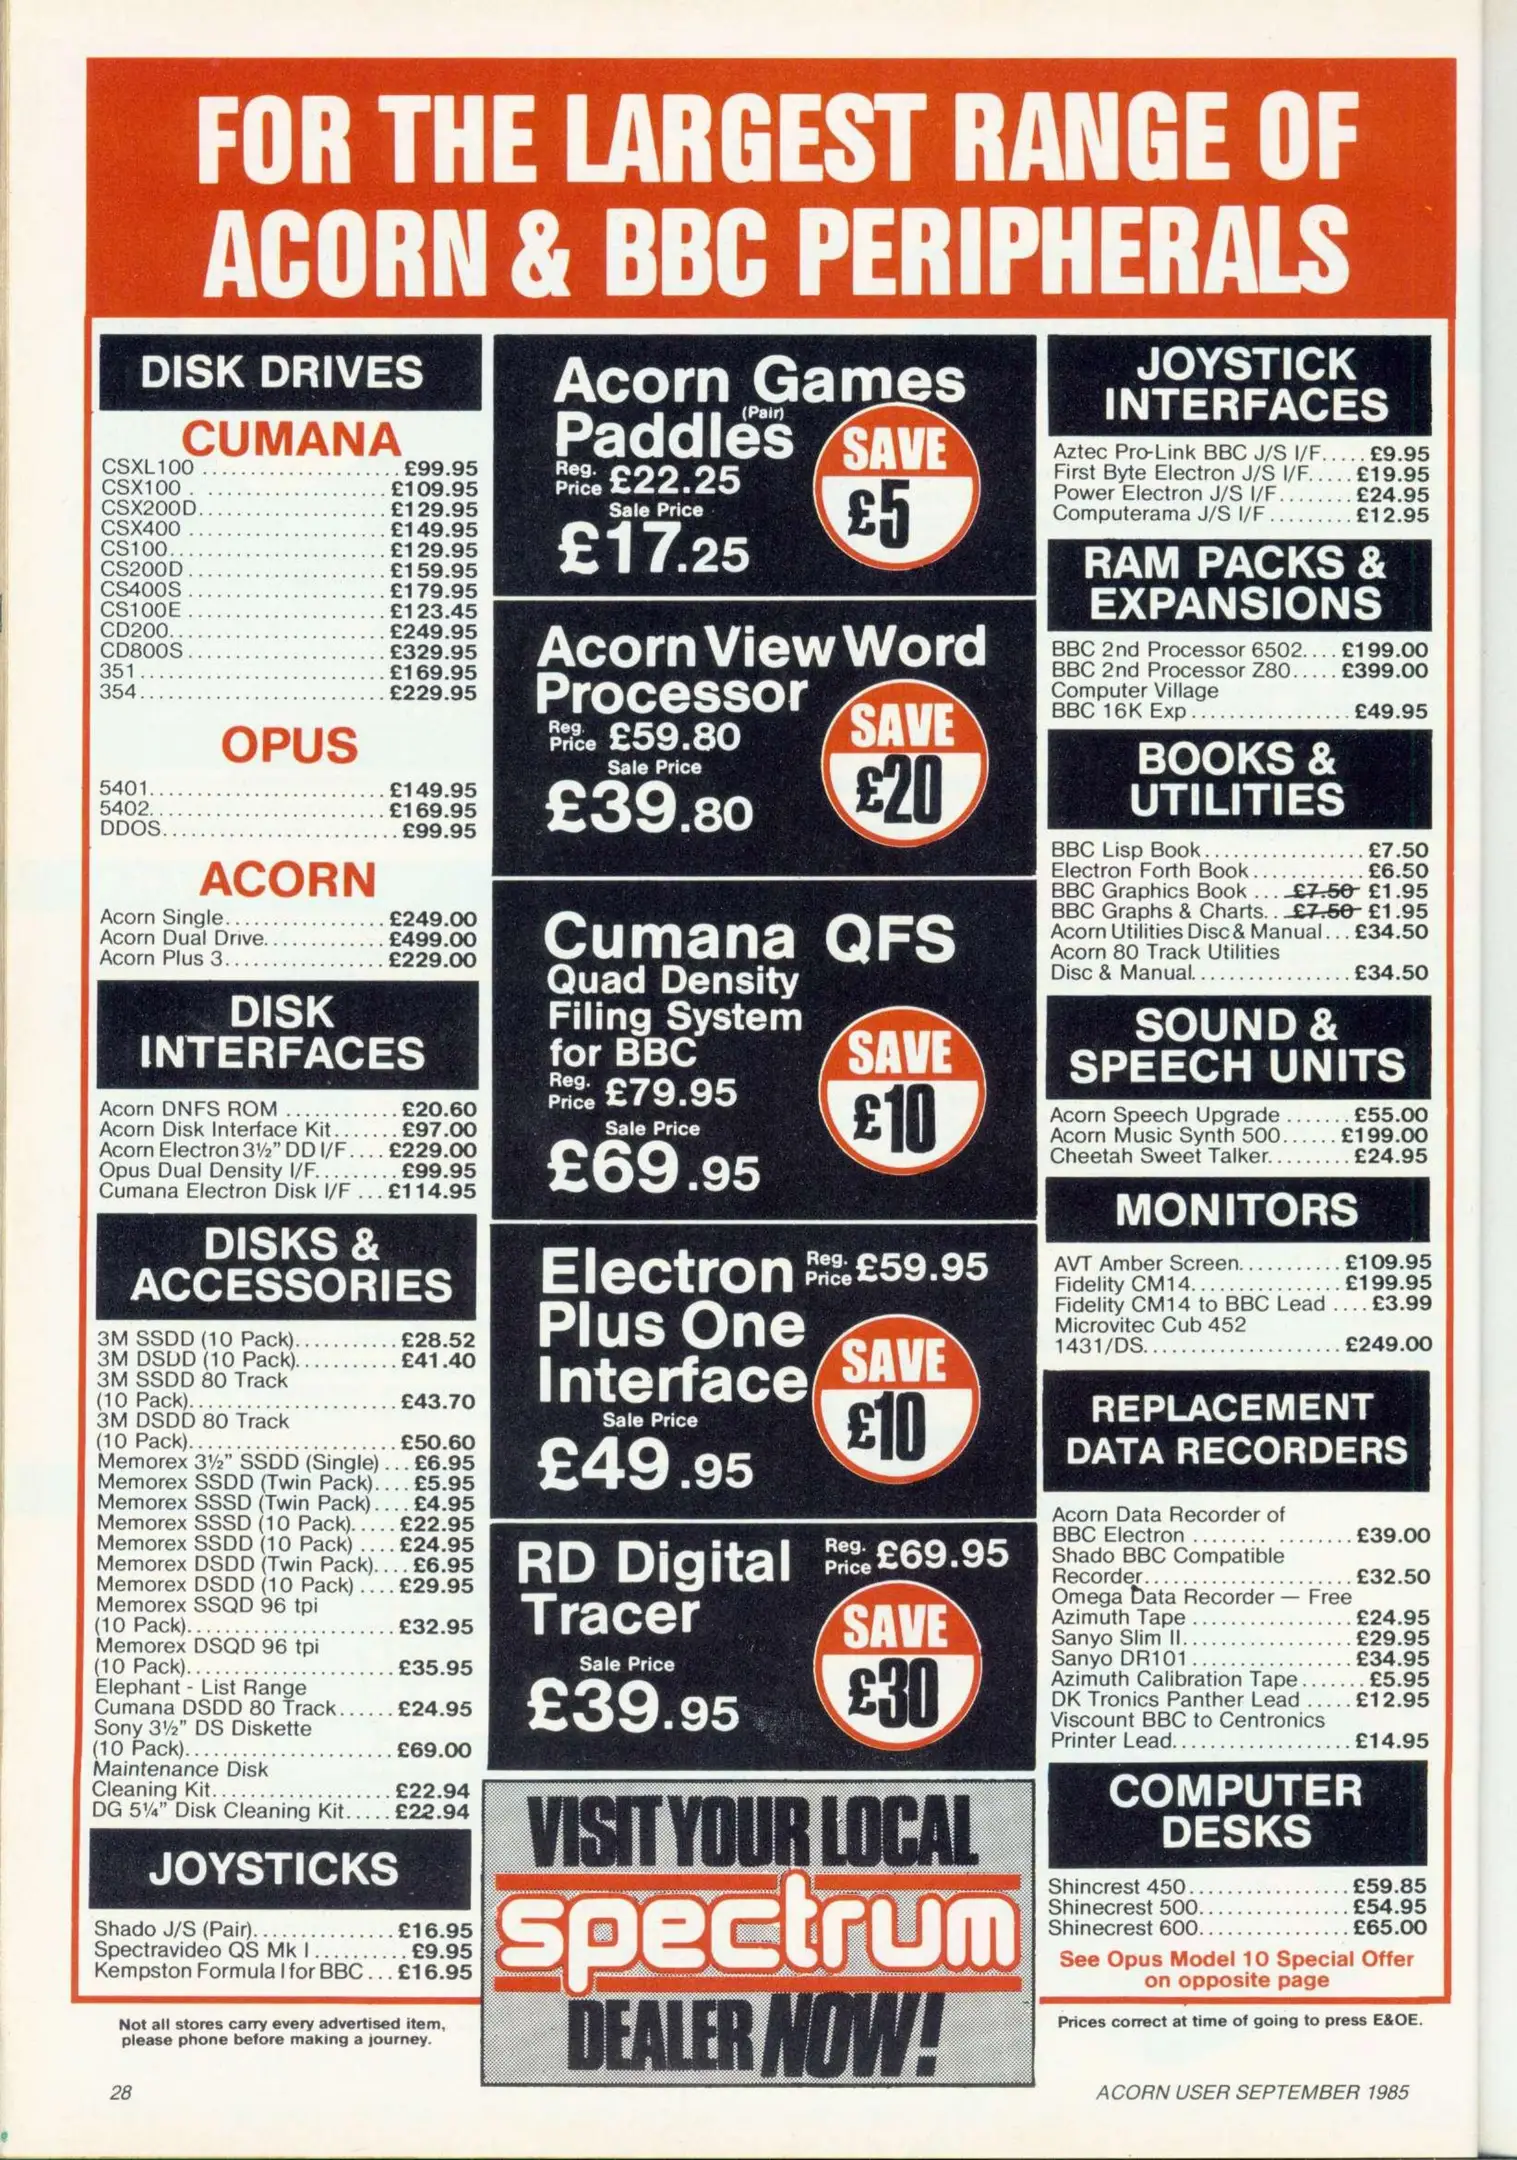 FOR THE LARGEST RANGE OF
ACORN & BBC PERIPHERALS
DISK DRIVES
CUMANA
CSXL100 .................... £99.95
CSX100 . ................... £109.95
CSX200D.................... £129.95
CSX400 .................... £149.95
CS100...................... £129.95
CS200D..................... £159.95
CS400S .................... £179.95
CS100E .................... £123.45
CD200...................... £249.95
CD800S..................... £329.95
351.......................... £169.95
354.......................... £229.95
OPUS
5401......................... £149.95
5402......................... £169.95
DDOS......................... £99.95
ACORN
Acorn Single................ £249.00
Acorn Dual Drive............ £499.00
Acorn Plus 3................. £229.00
DISK
INTERFACES
Acorn DNFS ROM ............ £20.60
Acorn Disk Interface Kit....... £97.00
Acorn Electron 3½" DD I/F.... £229.00
Opus Dual Density I/F......... £99.95
Cumana Electron Disk I/F ... £114.95
DISKS &
ACCESSORIES
3M SSDD (10 Pack)........... £28.52
3M DSDD (10 Pack)........... £41.40
3M SSDD 80 Track
(10 Pack)...................... £43.70
3M DSDD 80 Track
(10 Pack)...................... £50.60
Memorex 3½" SSDD (Single) ... £6.95
Memorex SSDD (Twin Pack).... £5.95
Memorex SSSD (Twin Pack).... £4.95
Memorex SSSD (10 Pack)..... £22.95
Memorex SSDD (10 Pack) .... £24.95
Memorex DSDD (Twin Pack).... £6.95
Memorex DSDD (10 Pack) .... £29.95
Memorex SSQD 96 tpi
(10 Pack)...................... £32.95
Memorex DSQD 96 tpi
(10 Pack)...................... £35.95
Elephant - List Range
Cumana DSDD 80 Track...... £24.95
Sony 3½" DS Diskette
(10 Pack)...................... £69.00
Maintenance Disk
Cleaning Kit................... £22.94
DG 5¼" Disk Cleaning Kit..... £22.94
JOYSTICKS
Shado J/S (Pair)............... £16.95
Spectravideo QS Mk I .......... £9.95
Kempston Formula I for BBC ... £16.95
Not all stores carry every advertised item,
please phone before making a journey.
Acorn Games
Paddles (Pair)
Reg. Price £22.25
Sale Price
£17.25
SAVE
£5
Acorn View Word
Processor
Reg. Price £59.80
Sale Price
£39.80
SAVE
£20
Cumana QFS
Quad Density
Filing System
for BBC
Reg. Price £79.95
Sale Price
£69.95
SAVE
£10
Electron
Reg. Price £59.95
Plus One
Interface
Sale Price
£49.95
SAVE
£10
RD Digital
Reg. Price £69.95
Tracer
Sale Price
£39.95
SAVE
£30
VISIT YOUR LOCAL
spectrum
DEALER NOW!
JOYSTICK
INTERFACES
Aztec Pro-Link BBC J/S I/F..... £9.95
First Byte Electron J/S I/F..... £19.95
Power Electron J/S I/F........ £24.95
Computerama J/S I/F ......... £12.95
RAM PACKS &
EXPANSIONS
BBC 2nd Processor 6502.... £199.00
BBC 2nd Processor Z80..... £399.00
Computer Village
BBC 16K Exp ................. £49.95
BOOKS &
UTILITIES
BBC Lisp Book................. £7.50
Electron Forth Book............ £6.50
BBC Graphics Book ... £7.50 £1.95
BBC Graphs & Charts.. £7.50 £1.95
Acorn Utilities Disc & Manual... £34.50
Acorn 80 Track Utilities
Disc & Manual................. £34.50
SOUND &
SPEECH UNITS
Acorn Speech Upgrade ....... £55.00
Acorn Music Synth 500...... £199.00
Cheetah Sweet Talker......... £24.95
MONITORS
AVT Amber Screen........... £109.95
Fidelity CM14................ £199.95
Fidelity CM14 to BBC Lead .... £3.99
Microvitec Cub 452
1431/DS..................... £249.00
REPLACEMENT
DATA RECORDERS
Acorn Data Recorder of
BBC Electron ........ ........ £39.00
Shado BBC Compatible
Recorder....................... £32.50
Omega Data Recorder — Free
Azimuth Tape ................. £24.95
Sanyo Slim II.................. £29.95
Sanyo DR101 ................. £34.95
Azimuth Calibration Tape....... £5.95
DK Tronics Panther Lead ..... £12.95
Viscount BBC to Centronics
Printer Lead................... £14.95
COMPUTER
DESKS
Shincrest 450................. £59.85
Shinecrest 500................ £54.95
Shinecrest 600................ £65.00
See Opus Model 10 Special Offer
on opposite page
Prices correct at time of going to press E&OE.
28
ACORN USER SEPTEMBER 1985